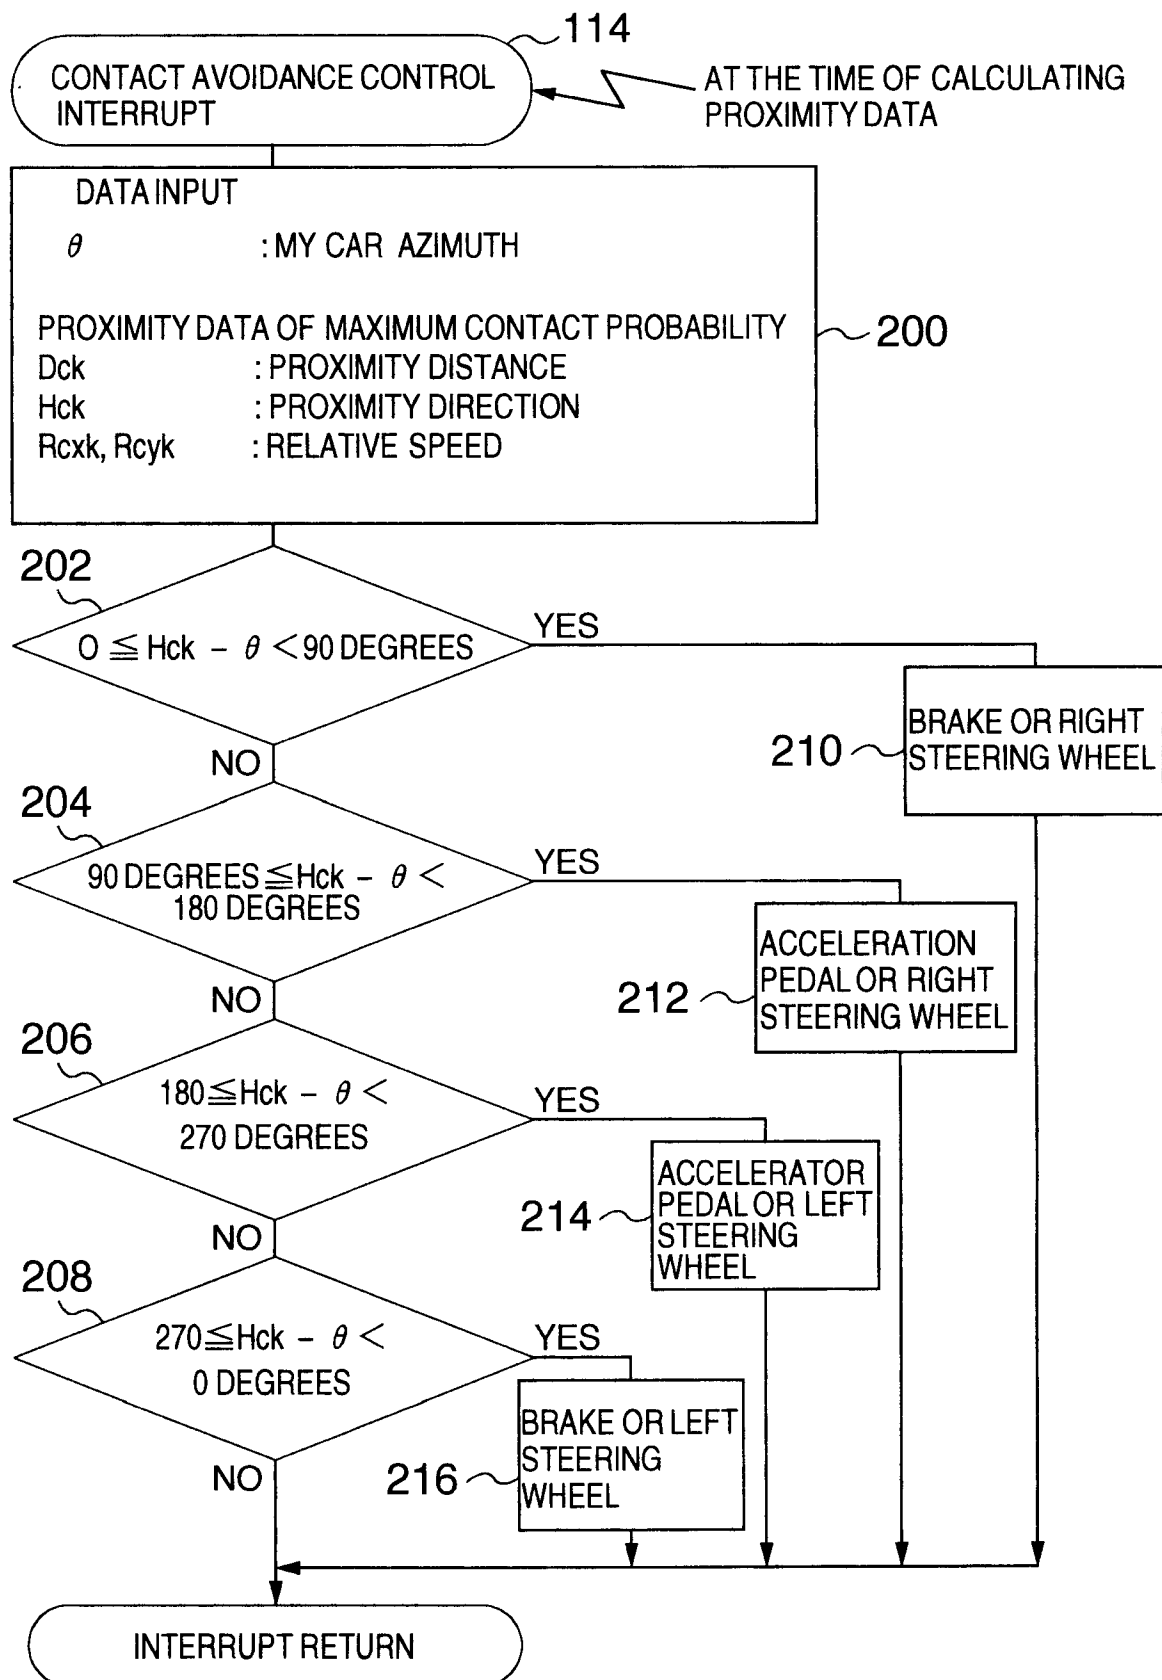 114
CONTACT AVOIDANCE CONTROL
INTERRUPT
AT THE TIME OF CALCULATING
PROXIMITY DATA
DATA INPUT
θ : MY CAR AZIMUTH
PROXIMITY DATA OF MAXIMUM CONTACT PROBABILITY
Dck : PROXIMITY DISTANCE
Hck : PROXIMITY DIRECTION
Rcxk, Rcyk : RELATIVE SPEED
200
202
0 ≦ Hck - θ < 90 DEGREES
YES
NO
BRAKE OR RIGHT
STEERING WHEEL
210
204
90 DEGREES ≦ Hck - θ <
180 DEGREES
YES
NO
ACCELERATION
PEDAL OR RIGHT
STEERING WHEEL
212
206
180 ≦ Hck - θ <
270 DEGREES
YES
NO
ACCELERATOR
PEDAL OR LEFT
STEERING
WHEEL
214
208
270 ≦ Hck - θ <
0 DEGREES
YES
NO
BRAKE OR LEFT
STEERING
WHEEL
216
INTERRUPT RETURN